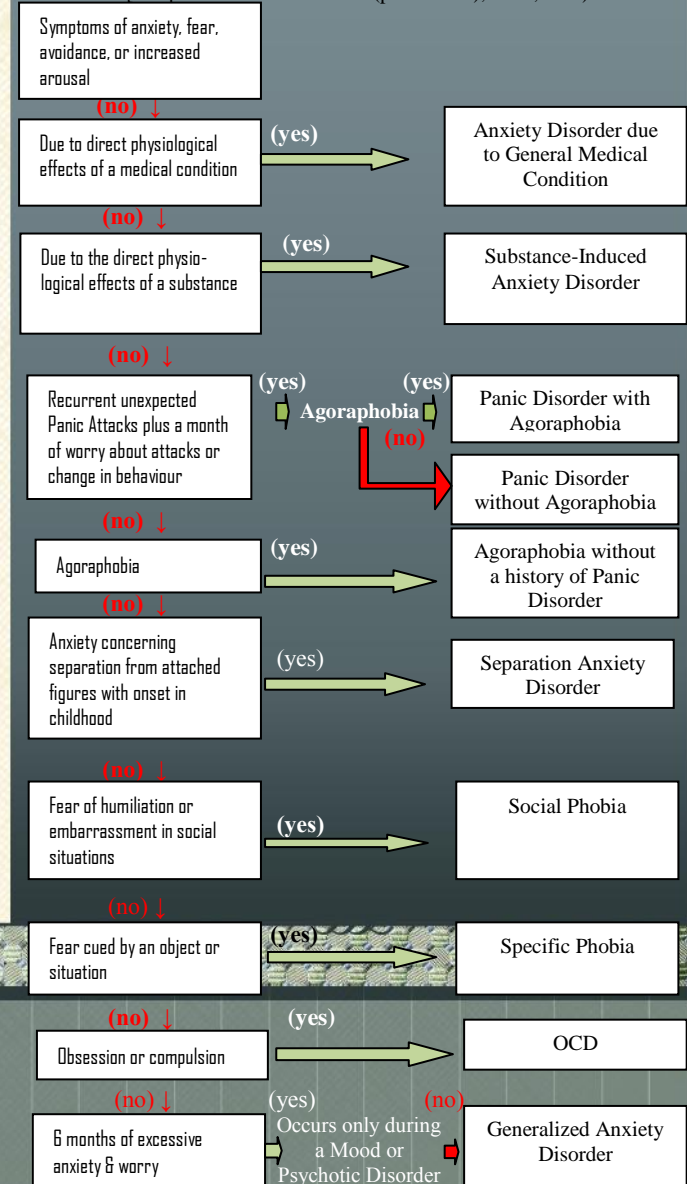 Symptoms of anxiety, fear,
avoidance, or increased
arousal
(no) ↓
Due to direct physiological
effects of a medical condition
(yes)
Anxiety Disorder due
to General Medical
Condition
(no) ↓
Due to the direct physio-
logical effects of a substance
(yes)
Substance-Induced
Anxiety Disorder
(no) ↓
Recurrent unexpected
Panic Attacks plus a month
of worry about attacks or
change in behaviour
(yes)
Agoraphobia
(yes)
Panic Disorder with
Agoraphobia
(no)
Panic Disorder
without Agoraphobia
(no) ↓
Agoraphobia
(yes)
Agoraphobia without
a history of Panic
Disorder
(no) ↓
Anxiety concerning
separation from attached
figures with onset in
childhood
(yes)
Separation Anxiety
Disorder
(no) ↓
Fear of humiliation or
embarrassment in social
situations
(yes)
Social Phobia
(no) ↓
Fear cued by an object or
situation
(yes)
Specific Phobia
(no) ↓
Obsession or compulsion
(yes)
OCD
(no) ↓
6 months of excessive
anxiety & worry
(yes)
Occurs only during
a Mood or
Psychotic Disorder
(no)
Generalized Anxiety
Disorder